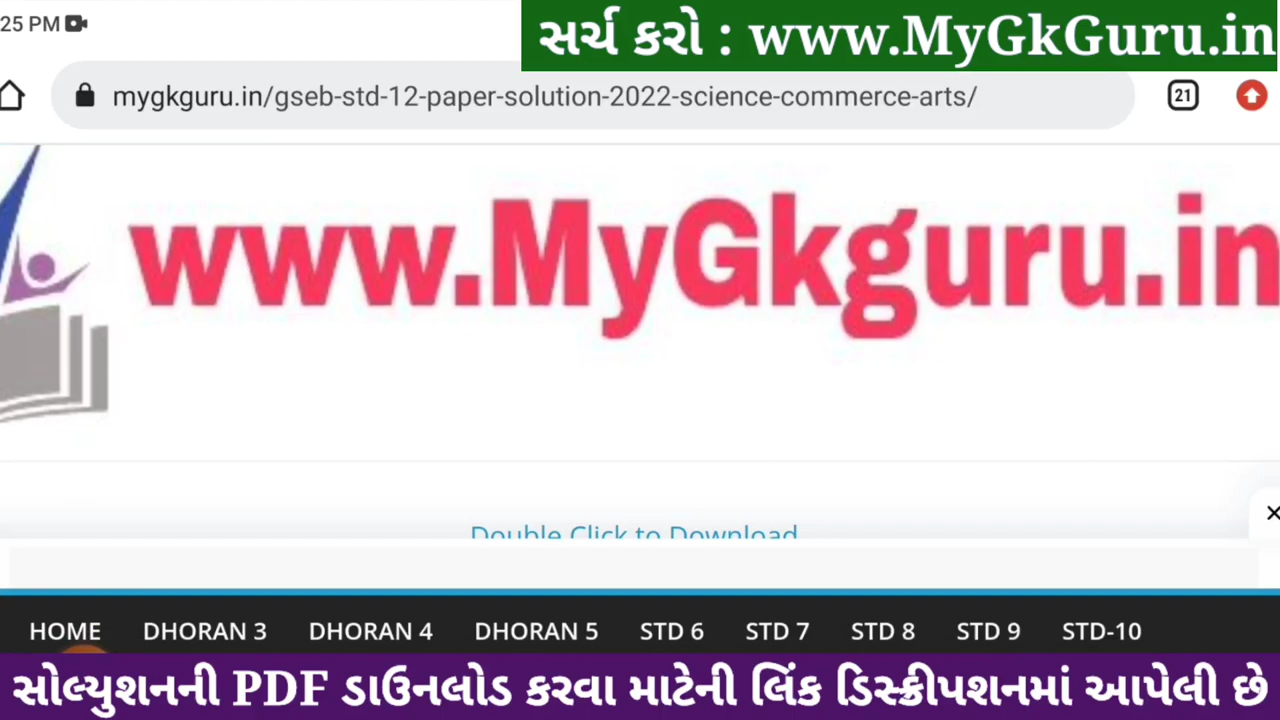 25 PM
સર્ચ કરો : www.MyGkGuru.in
mygkguru.in/gseb-std-12-paper-solution-2022-science-commerce-arts/
21
www.MyGkguru.in
Double Click to Download
HOME DHORAN 3 DHORAN 4 DHORAN 5 STD 6 STD 7 STD 8 STD 9 STD-10
સોલ્યુશનની PDF ડાઉનલોડ કરવા માટેની લિંક ડિસ્ક્રીપશનમાં આપેલી છે